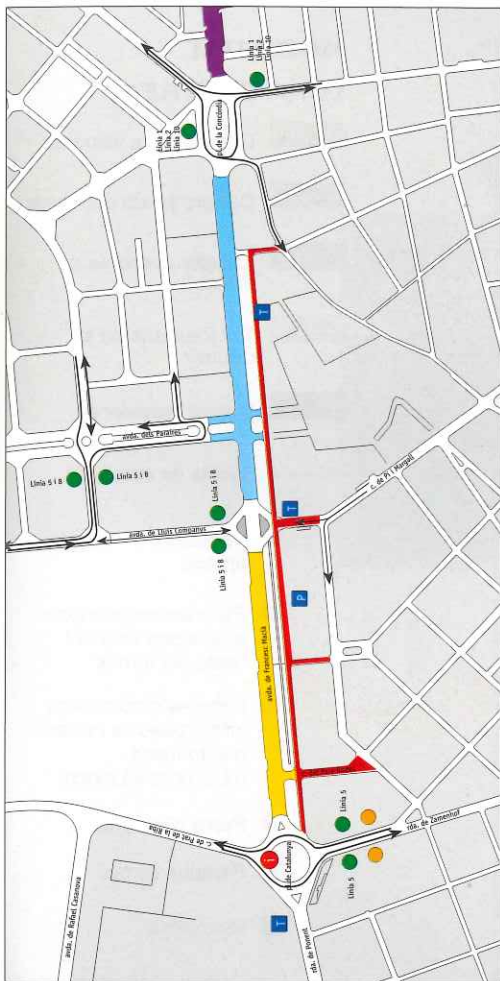 Línia 1
Línia 2
Línia 10
pl. de la Concòrdia
Línia 1
Línia 2
Línia 10
T
avda. dels Paraires
Línia 5 i 8
Línia 5 i 8
Línia 5 i 8
Línia 5 i 8
avda. de Lluís Companys
c. de Pi i Margall
T
P
avda. de Francesc Macià
c. de Prat de la Riba
avda. de Rafael Casanova
i
pl. de Catalunya
T
rda. de Ponent
Línia 5
Línia 5
rda. de Zamenhof